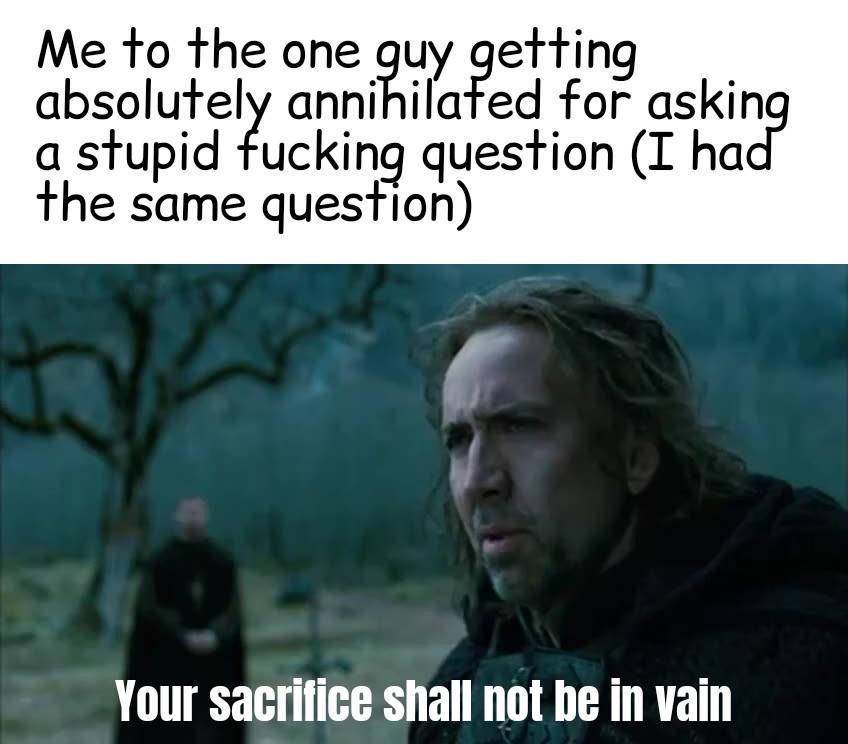 Me to the one guy getting
absolutely annihilated for asking
a stupid fucking question (I had
the same question)
Your sacrifice shall not be in vain